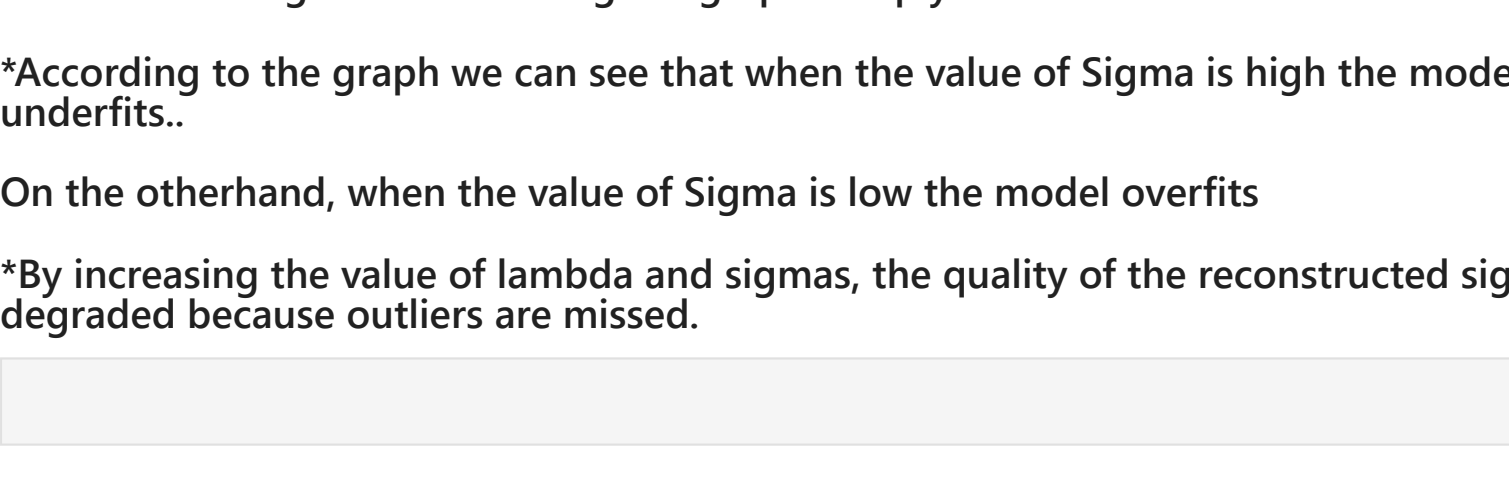 *According to the graph we can see that when the value of Sigma is high the mode
underfits..
On the otherhand, when the value of Sigma is low the model overfits
*By increasing the value of lambda and sigmas, the quality of the reconstructed sig
degraded because outliers are missed.